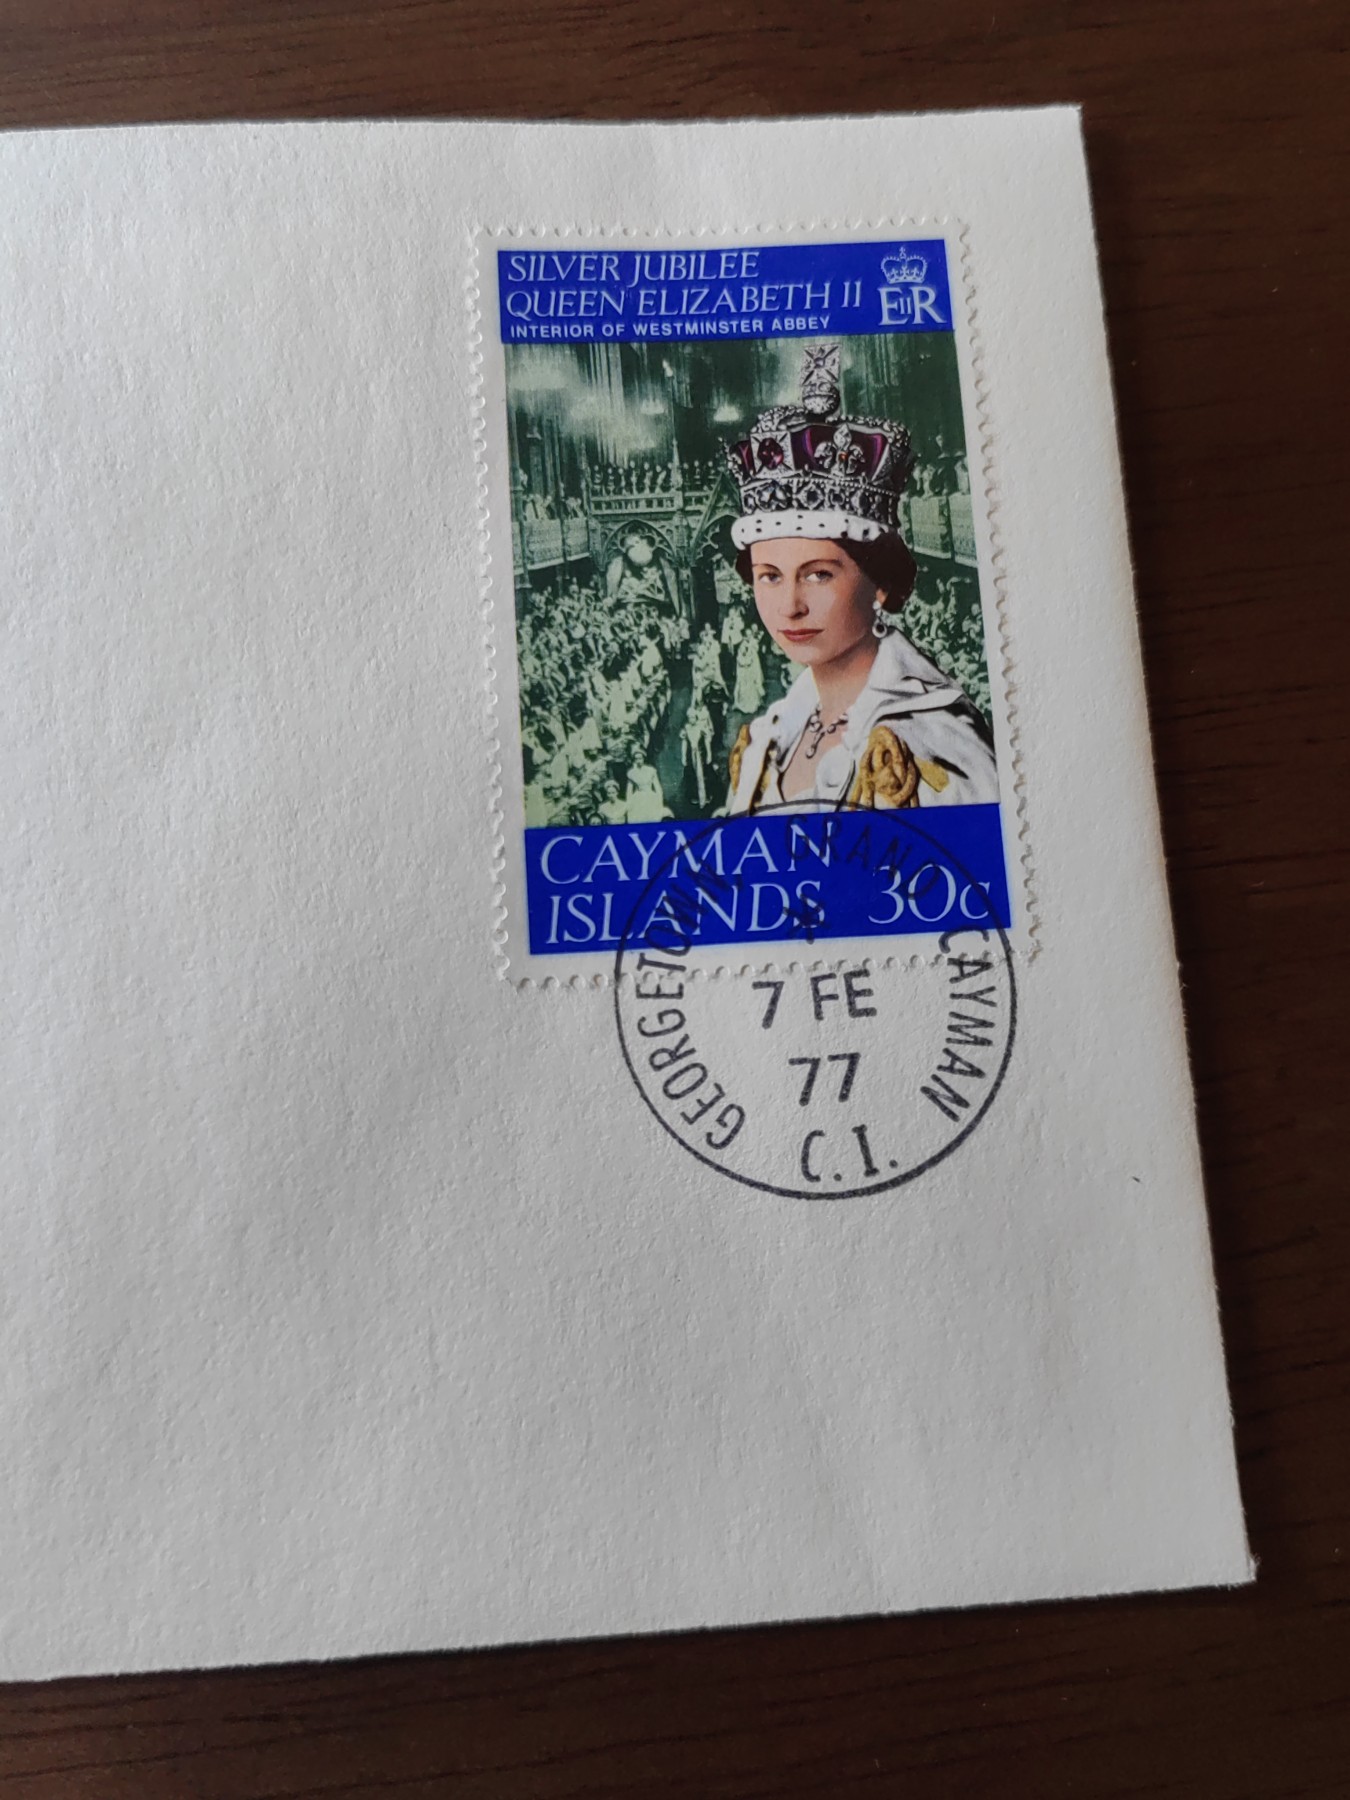 SILVER JUBILEE
QUEEN ELIZABETH II
INTERIOR OF WESTMINSTER ABBEY
EIIR
CAYMAN
ISLANDS 30c
GEORGETOWN, GRAND CAYMAN
7 FE
77
C.I.